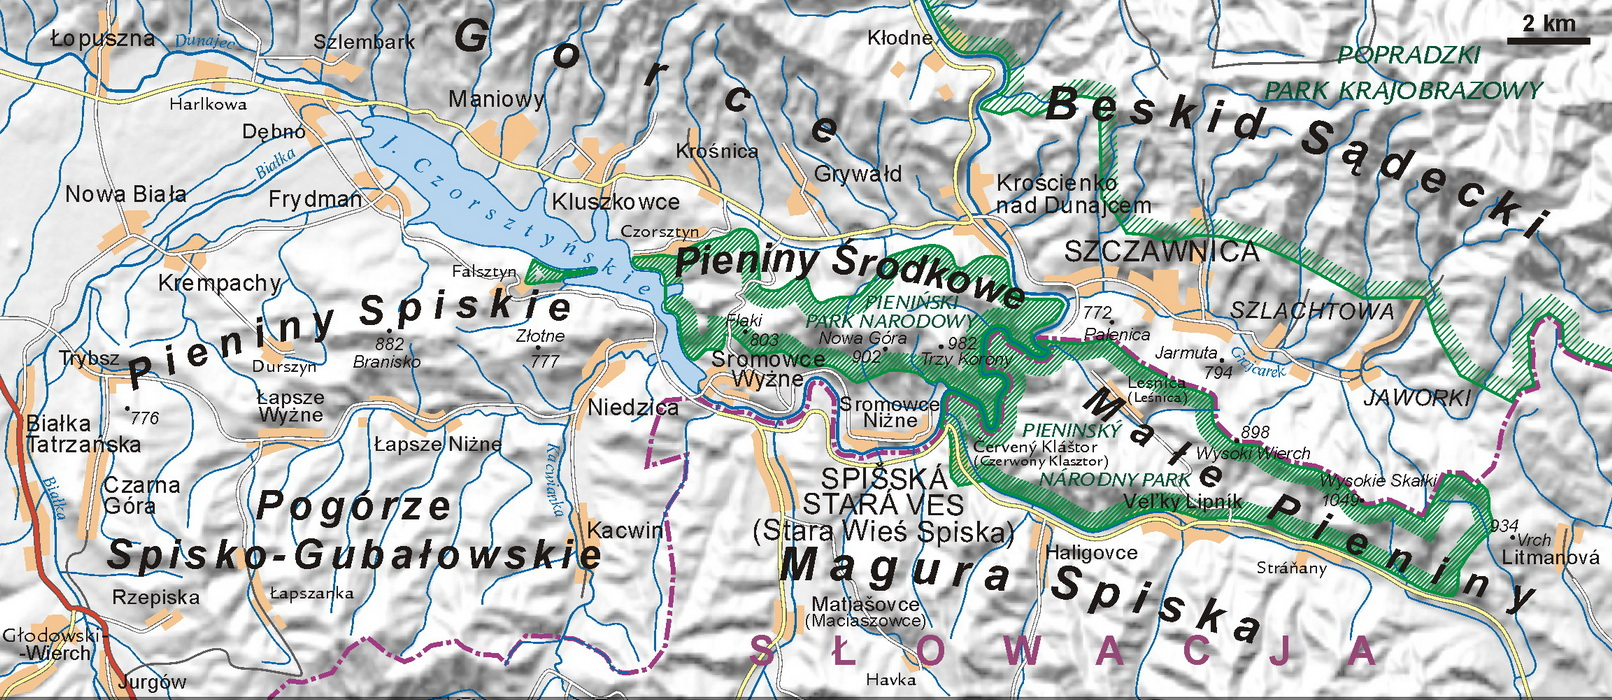 2 km
Łopuszna
Dunajec
Szlembark
Gorce
Kłodne
POPRADZKI
PARK KRAJOBRAZOWY
Harlkowa
Maniowy
Beskid Sądecki
Dębno
Białka
J. Czorsztyńskie
Krośnica
Grywałd
Nowa Biała
Frydman
Kluszkowce
Krościenko
nad Dunajcem
Czorsztyn
SZCZAWNICA
Krempachy
Falsztyn
Pieniny Środkowe
Pieniny Spiskie
PIENIŃSKI
PARK NARODOWY
SZLACHTOWA
772
Palenica
Flaki
803
Nowa Góra
902
982
Trzy Korony
882
Branisko
Złotne
777
Trybsz
Durszyn
Sromowce
Wyżne
Jarmuta
794
Grajcarek
Leśnica
(Leśnica)
JAWORKI
776
Łapsze
Wyżne
Niedzica
Sromowce
Niżne
Małe Pieniny
Białka
Tatrzańska
Łapsze Niżne
PIENINSKÝ
NÁRODNÝ PARK
Červený Kláštor
(Czerwony Klasztor)
898
Wysoki Wierch
Kacwianka
Białka
Czarna
Góra
Pogórze
Spisko-Gubałowskie
SPIŠSKÁ
STARÁ VES
(Stara Wieś Spiska)
Veľký Lipník
Wysokie Skałki
1049
934
Vrch
Litmanová
Kacwin
Magura Spiska
Haligovce
Stráňany
Rzepiska
Łapszanka
Matiašovce
(Maciaszowce)
Głodowski-
-Wierch
SŁOWACJA
Jurgów
Havka